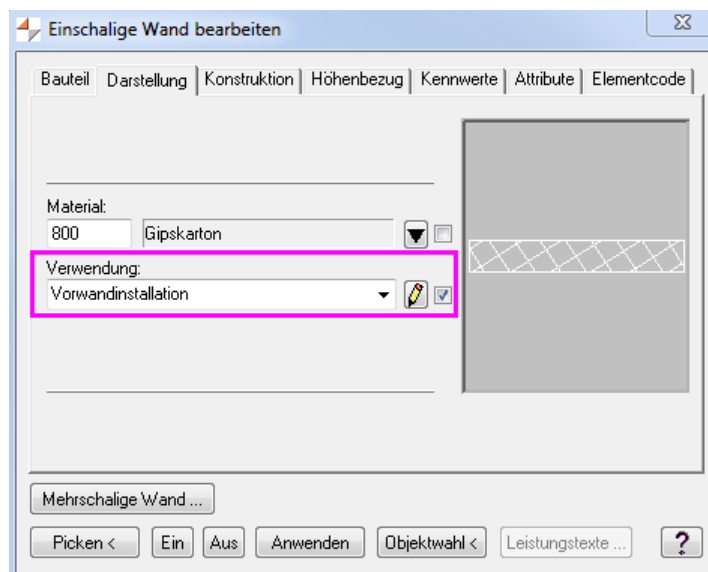 Einschalige Wand bearbeiten
Bauteil Darstellung Konstruktion Höhenbezug Kennwerte Attribute Elementcode
Material:
800 Gipskarton
Verwendung:
Vorwandinstallation
Mehrschalige Wand ...
Picken < Ein Aus Anwenden Objektwahl < Leistungstexte ... ?